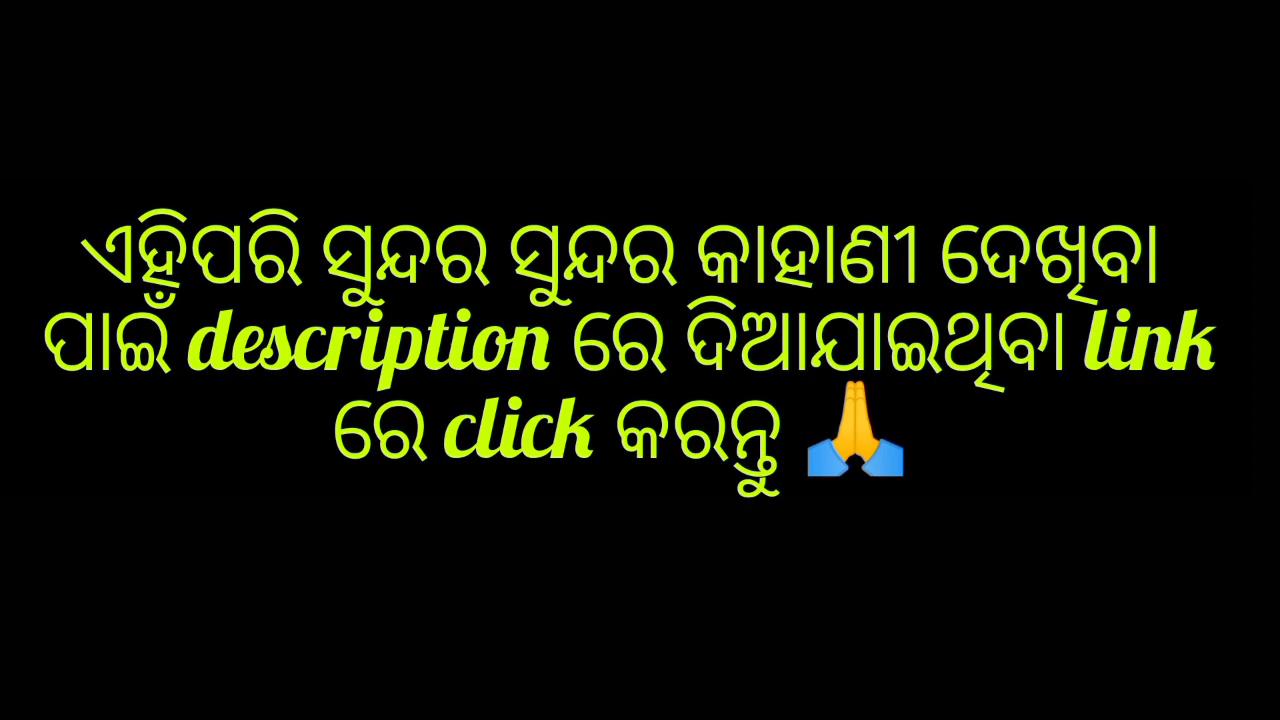 ଏହିପରି ସୁନ୍ଦର ସୁନ୍ଦର କାହାଣୀ ଦେଖିବା
ପାଇଁ description ରେ ଦିଆଯାଇଥିବା link
ରେ click କରନ୍ତୁ 🙏